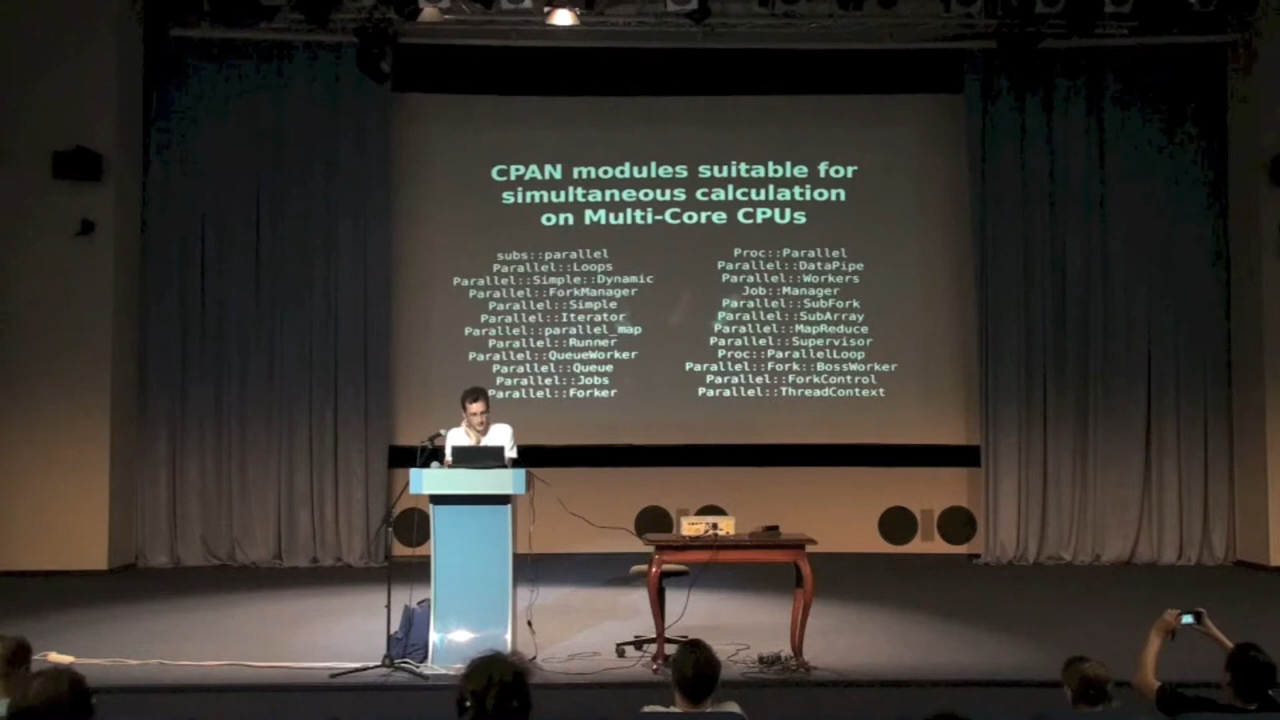 CPAN modules suitable for
simultaneous calculation
on Multi-Core CPUs
subs::parallel
Parallel::Loops
Parallel::Simple::Dynamic
Parallel::ForkManager
Parallel::Simple
Parallel::Iterator
Parallel::parallel_map
Parallel::Runner
Parallel::QueueWorker
Parallel::Queue
Parallel::Jobs
Parallel::Forker
Proc::Parallel
Parallel::DataPipe
Parallel::Workers
Job::Manager
Parallel::SubFork
Parallel::SubArray
Parallel::MapReduce
Parallel::Supervisor
Proc::ParallelLoop
Parallel::Fork::BossWorker
Parallel::ForkControl
Parallel::ThreadContext